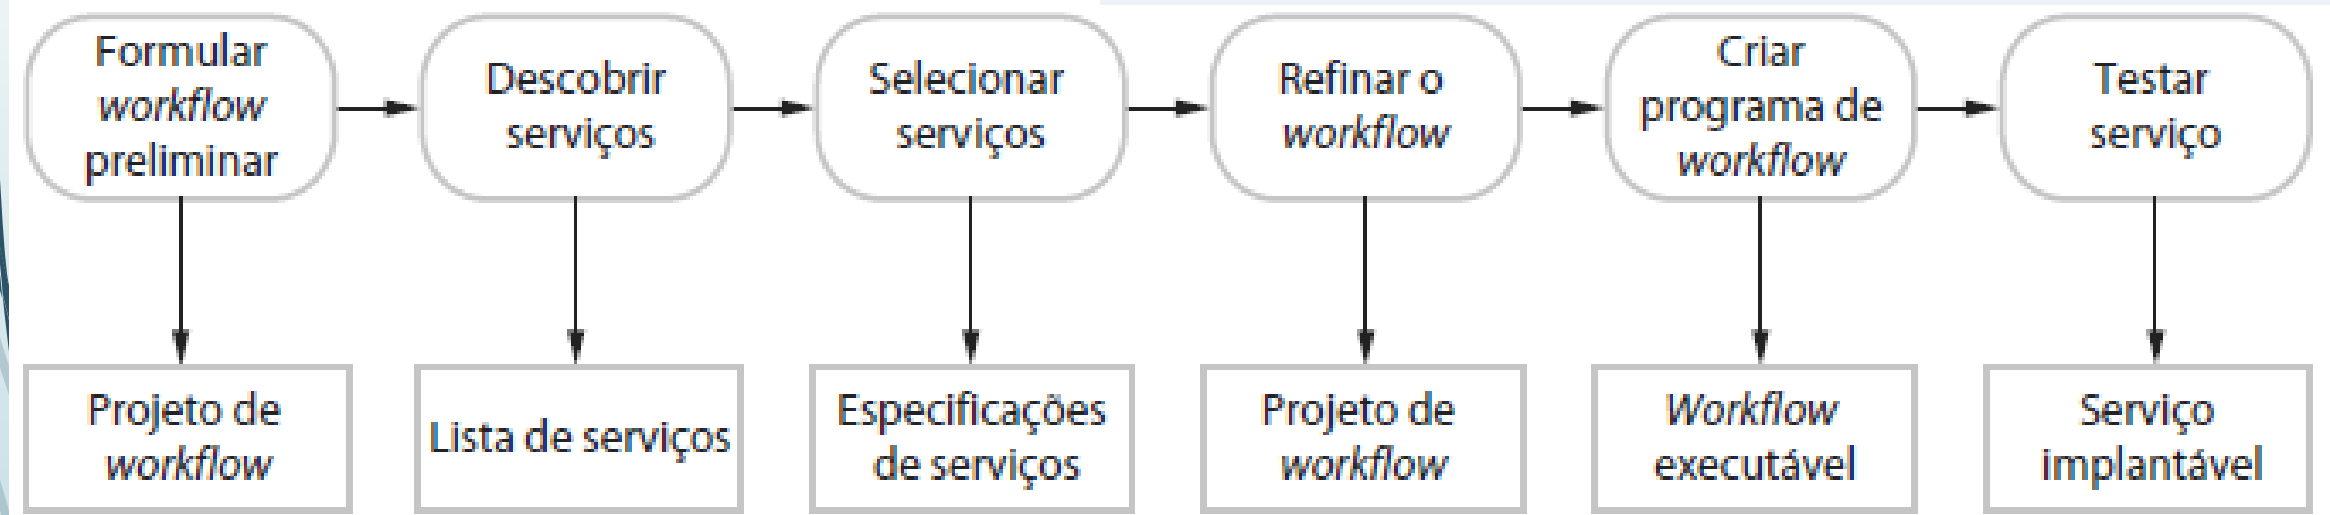 Formular
workflow
preliminar
Descobrir
serviços
Selecionar
serviços
Refinar o
workflow
Criar
programa de
workflow
Testar
serviço
Projeto de
workflow
Lista de serviços
Especificações
de serviços
Projeto de
workflow
Workflow
executável
Serviço
implantável